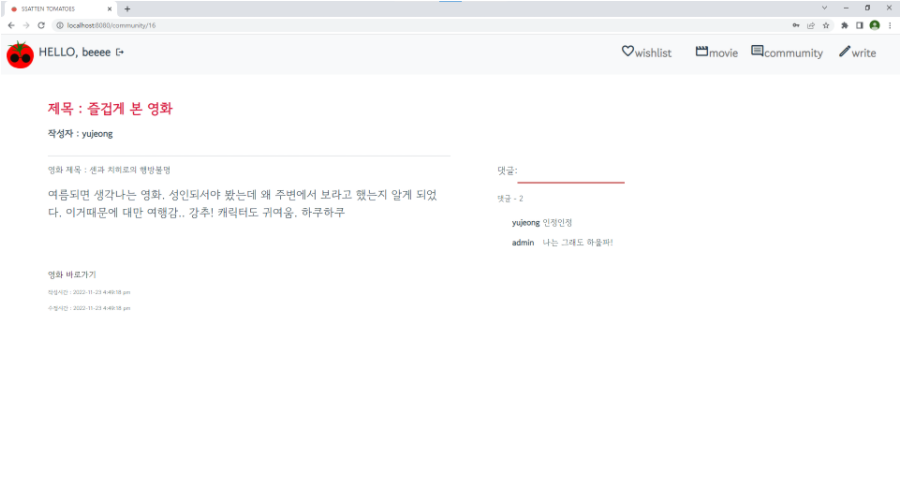 SSATTEN TOMATOES
localhost:8080/community/16
HELLO, beeee
wishlist
movie
commumity
write
제목 : 즐겁게 본 영화
작성자 : yujeong
영화 제목 : 센과 치히로의 행방불명
여름되면 생각나는 영화. 성인되서야 봤는데 왜 주변에서 보라고 했는지 알게 되었
다. 이거때문에 대만 여행감.. 강추! 캐릭터도 귀여움. 하쿠하쿠
영화 바로가기
작성시간 : 2022-11-23 4:49:18 pm
수정시간 : 2022-11-23 4:49:18 pm
댓글:
댓글 - 2
yujeong 인정인정
admin 나는 그래도 하울파!